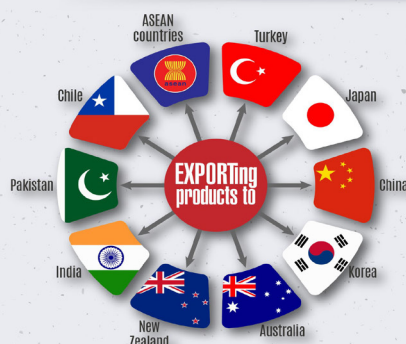 ASEAN
countries
Turkey
Japan
China
Korea
Australia
New
Zealand
India
Pakistan
Chile
EXPORTing
products to